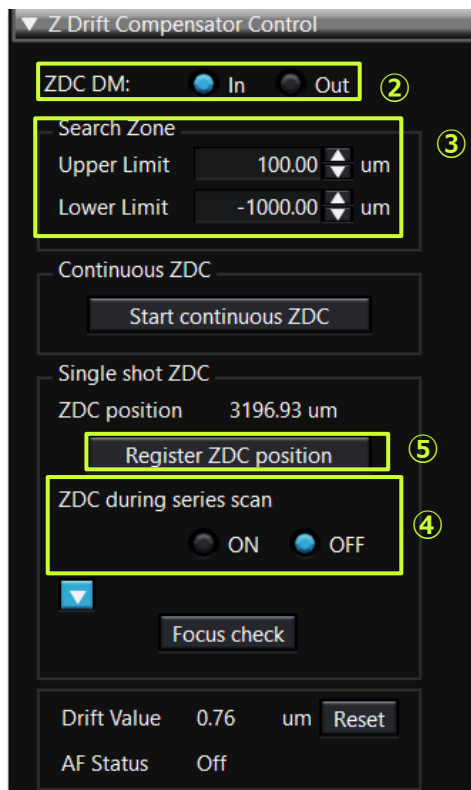 ▼ Z Drift Compensator Control
ZDC DM: In Out ②
Search Zone ③
Upper Limit 100.00 um
Lower Limit -1000.00 um
Continuous ZDC
Start continuous ZDC
Single shot ZDC
ZDC position 3196.93 um
Register ZDC position ⑤
ZDC during series scan ④
ON OFF
Focus check
Drift Value 0.76 um Reset
AF Status Off